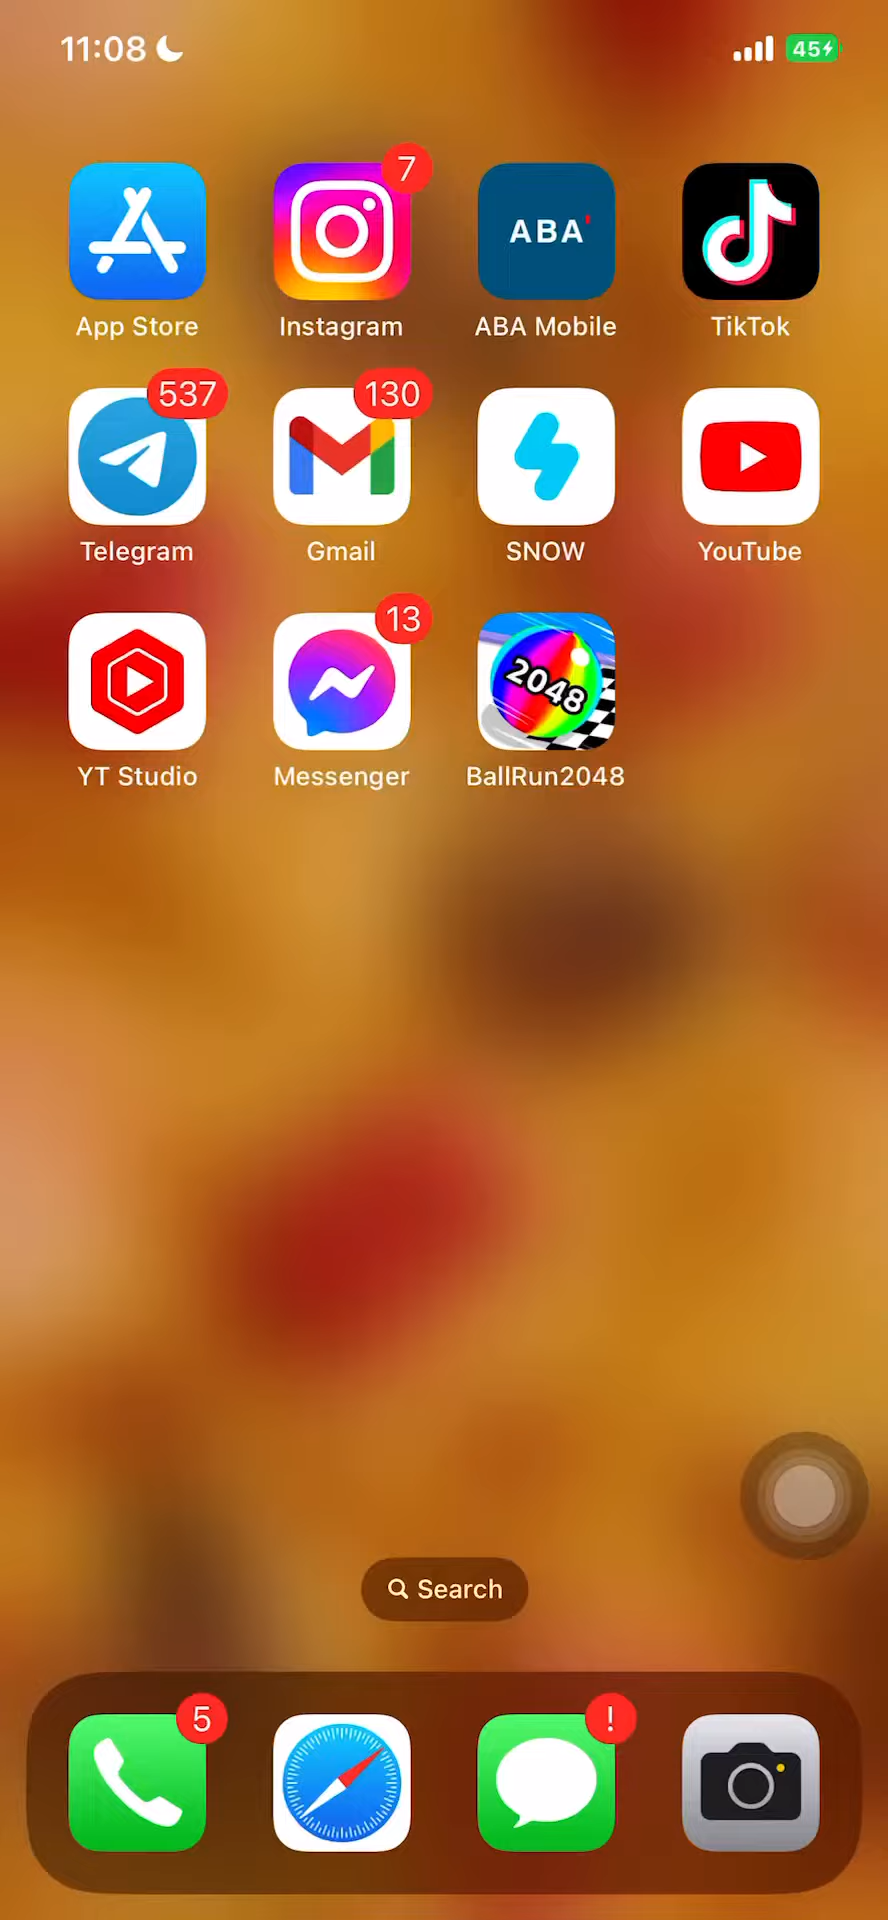 11:08
45
7
ABA'
App Store
Instagram
ABA Mobile
TikTok
537
130
Telegram
Gmail
SNOW
YouTube
13
2048
YT Studio
Messenger
BallRun2048
Search
5
!